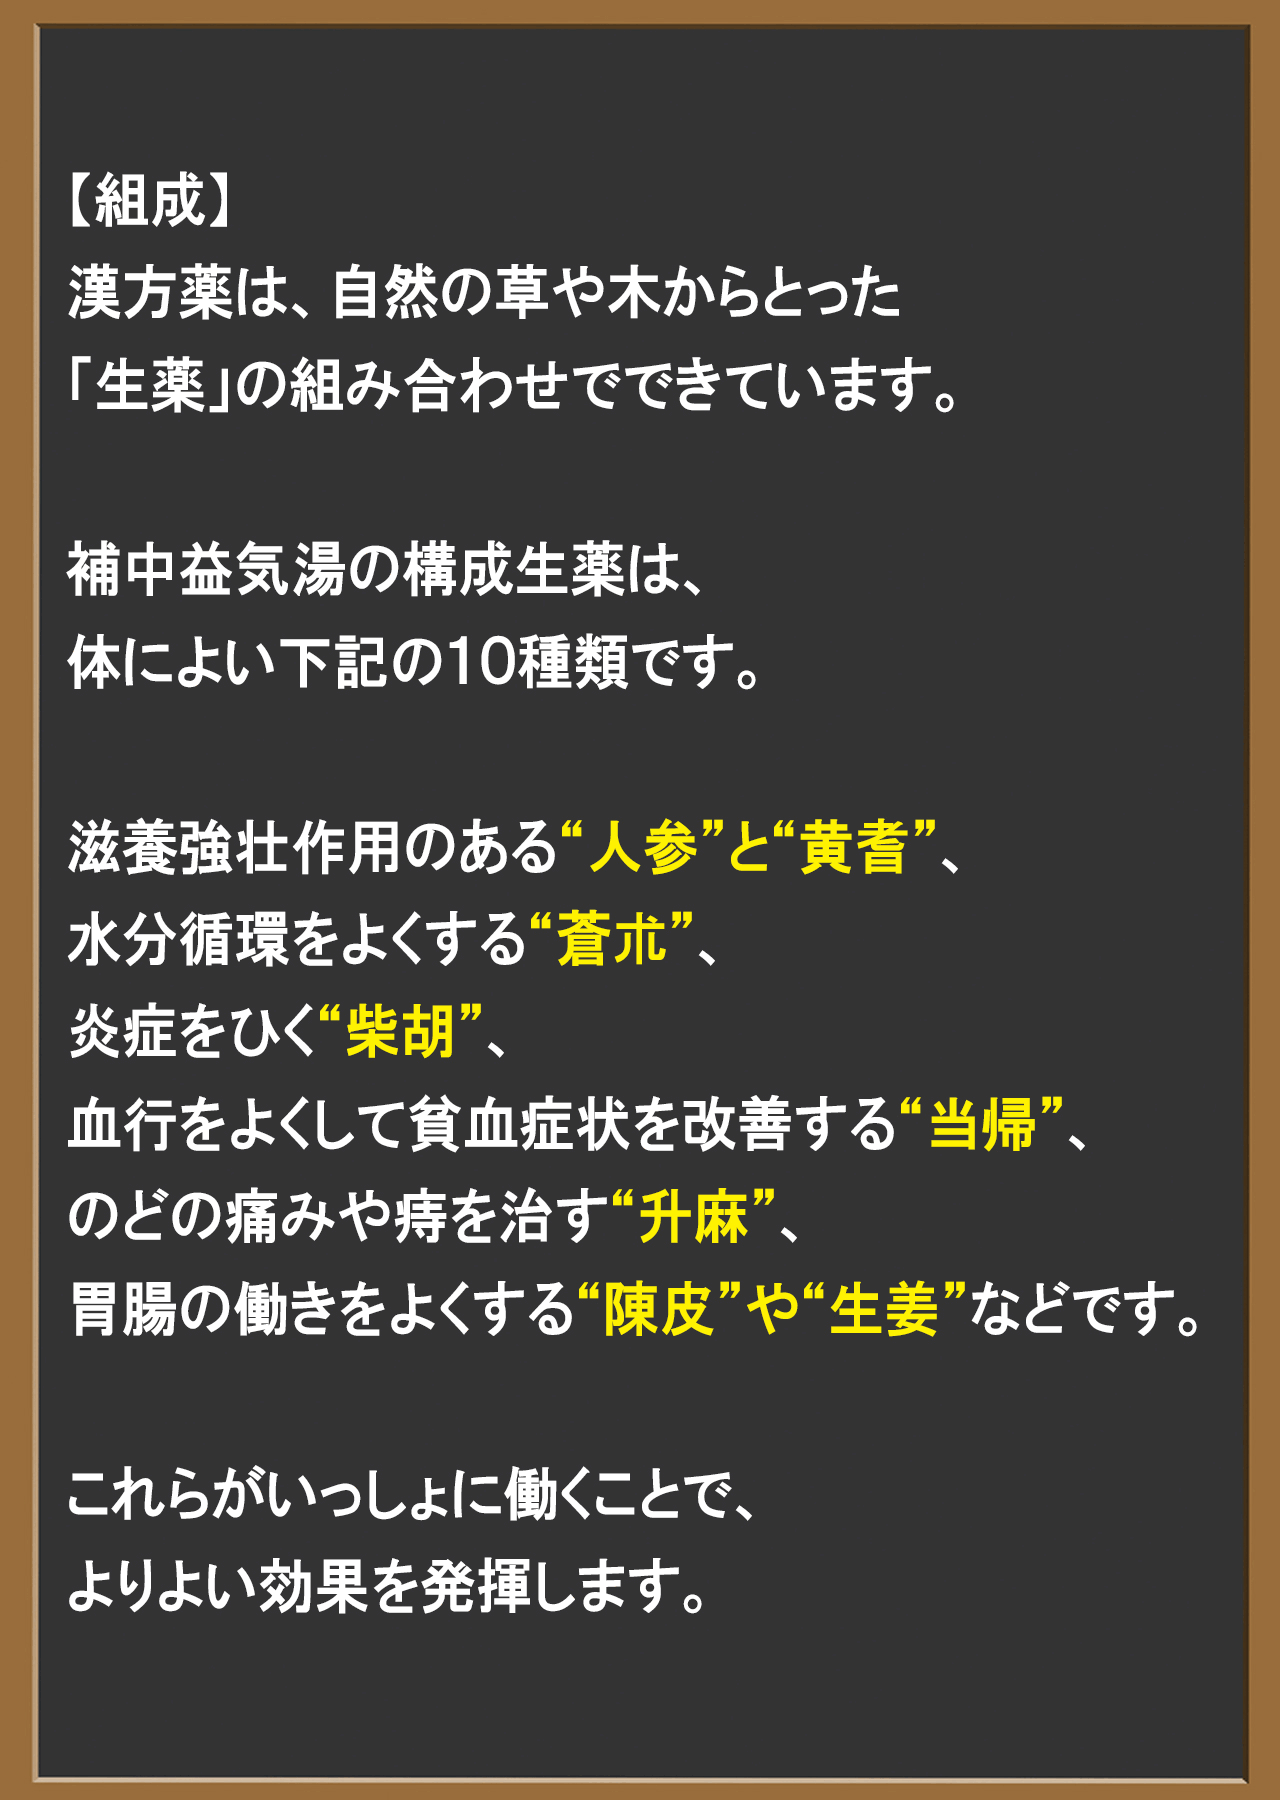 【組成】
漢方薬は、自然の草や木からとった
「生薬」の組み合わせでできています。
補中益気湯の構成生薬は、
体によい下記の10種類です。
滋養強壮作用のある“人参”と“黄耆”、
水分循環をよくする“蒼朮”、
炎症をひく“柴胡”、
血行をよくして貧血症状を改善する“当帰”、
のどの痛みや痔を治す“升麻”、
胃腸の働きをよくする“陳皮”や“生姜”などです。
これらがいっしょに働くことで、
よりよい効果を発揮します。